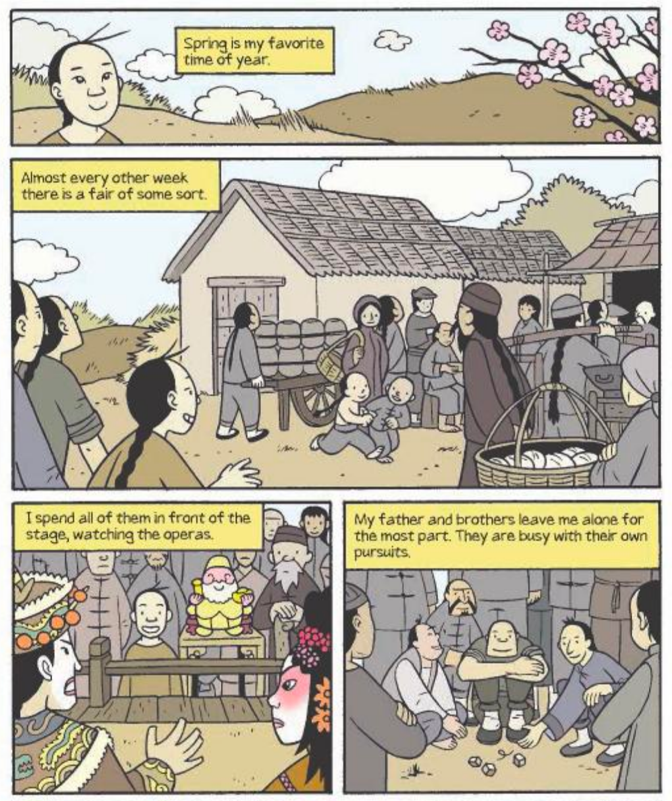 Spring is my favorite
time of year.
Almost every other week
there is a fair of some sort.
I spend all of them in front of the
stage, watching the operas.
My father and brothers leave me alone for
the most part. They are busy with their own
pursuits.